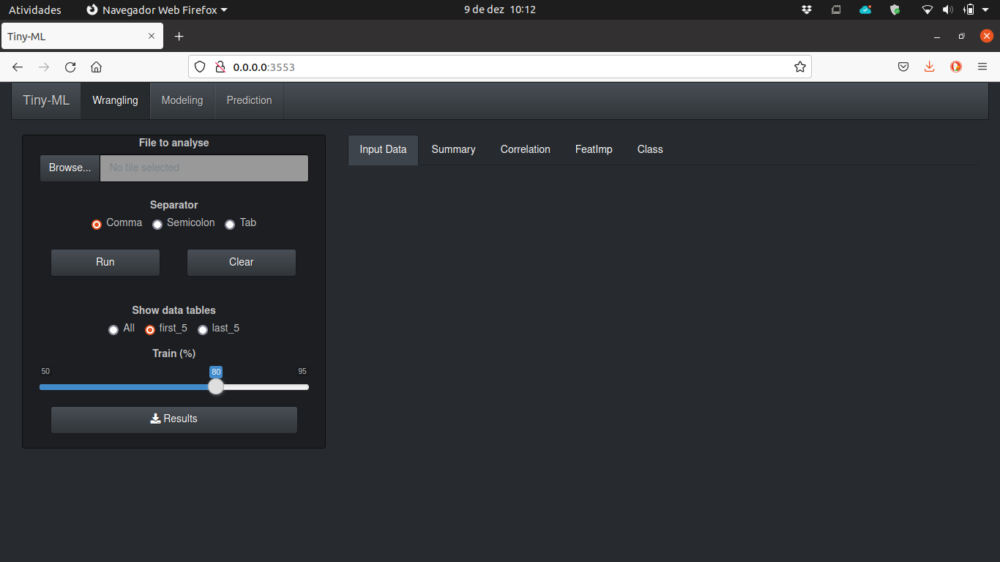 Atividades Navegador Web Firefox 9 de dez 10:12
Tiny-ML
0.0.0.0:3553
Tiny-ML Wrangling Modeling Prediction
File to analyse
Browse... No file selected
Separator
Comma Semicolon Tab
Run Clear
Show data tables
All first_5 last_5
Train (%)
50 80 95
Results
Input Data Summary Correlation FeatImp Class